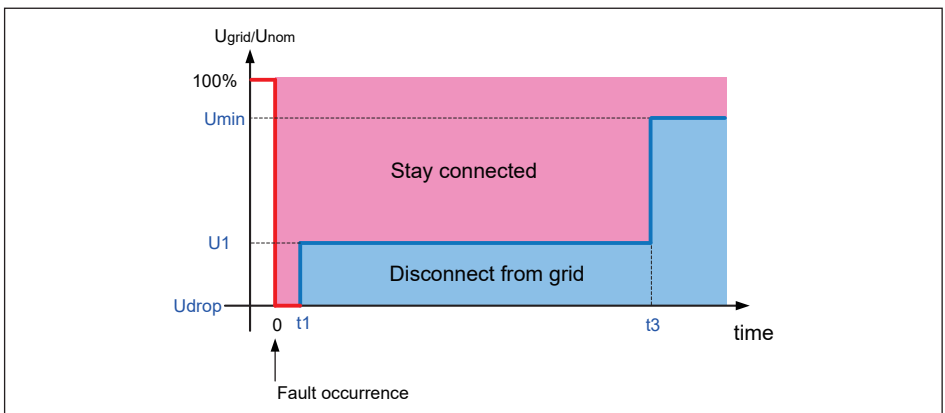 Ugrid/Unom
100%
Umin
Stay connected
U1
Disconnect from grid
Udrop
0 t1 t3
time
Fault occurrence